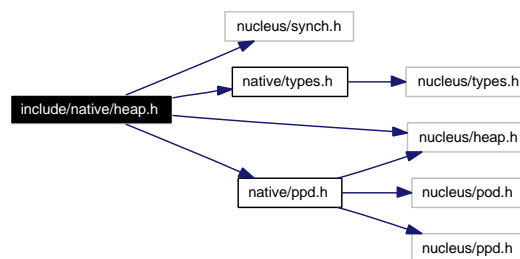 nucleus/synch.h
native/types.h
nucleus/types.h
include/native/heap.h
nucleus/heap.h
native/ppd.h
nucleus/pod.h
nucleus/ppd.h